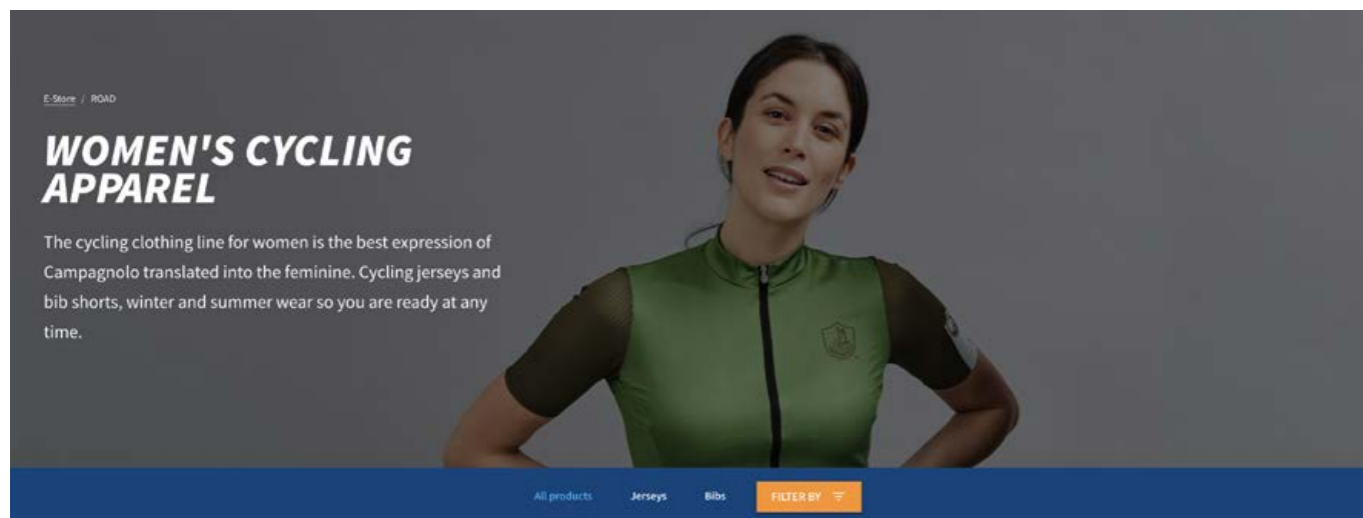 E-Store / ROAD
WOMEN'S CYCLING
APPAREL
The cycling clothing line for women is the best expression of
Campagnolo translated into the feminine. Cycling jerseys and
bib shorts, winter and summer wear so you are ready at any
time.
All products Jerseys Bibs FILTER BY